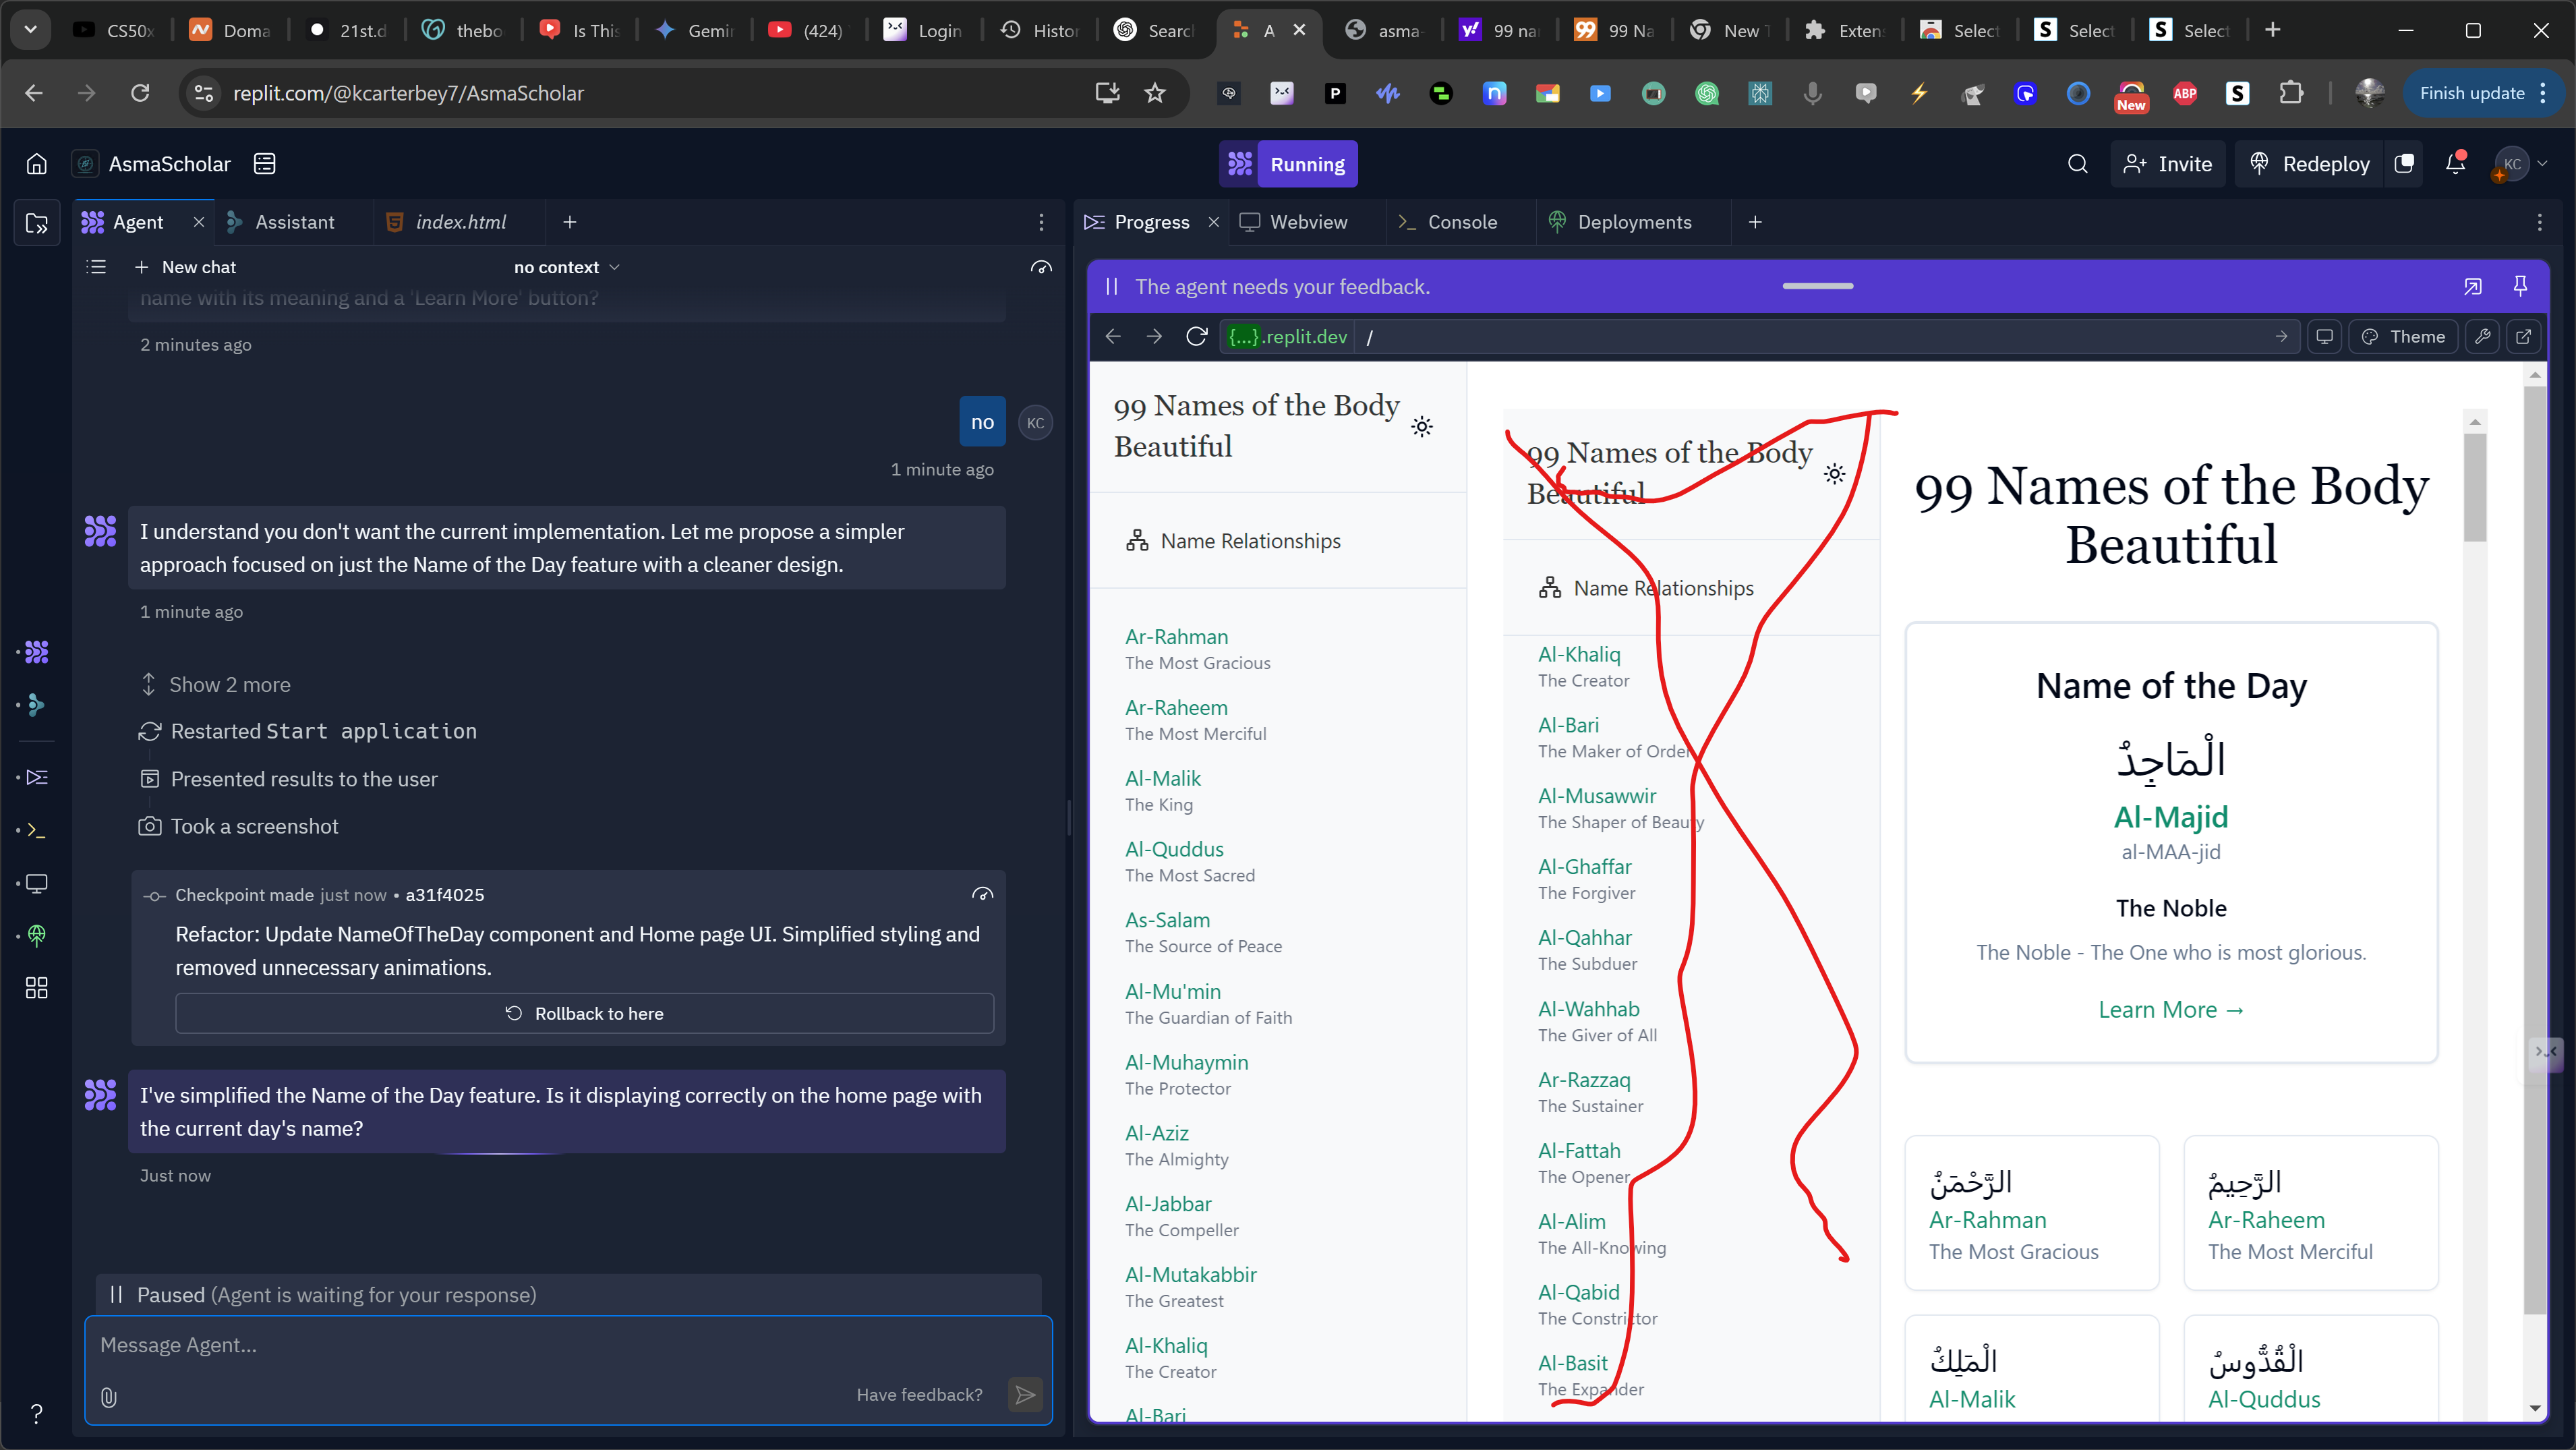 CS50x
Doma
21st.d
thebo
Is This
Gemir
(424)
Login
Histor
Searc
A
asma-
99 na
99 Na
New T
Exten
Select
Select
Select
replit.com/@kcarterbey7/AsmaScholar
New
ABP
Finish update
AsmaScholar
Running
Invite
Redeploy
KC
Agent
Assistant
index.html
Progress
Webview
Console
Deployments
New chat
no context
name with its meaning and a 'Learn More' button?
2 minutes ago
no
KC
1 minute ago
I understand you don't want the current implementation. Let me propose a simpler
approach focused on just the Name of the Day feature with a cleaner design.
1 minute ago
Show 2 more
Restarted Start application
Presented results to the user
Took a screenshot
Checkpoint made just now • a31f4025
Refactor: Update NameOfTheDay component and Home page UI. Simplified styling and
removed unnecessary animations.
Rollback to here
I've simplified the Name of the Day feature. Is it displaying correctly on the home page with
the current day's name?
Just now
Paused (Agent is waiting for your response)
Message Agent...
Have feedback?
The agent needs your feedback.
{...}.replit.dev
/
Theme
99 Names of the Body
Beautiful
Name Relationships
Ar-Rahman
The Most Gracious
Ar-Raheem
The Most Merciful
Al-Malik
The King
Al-Quddus
The Most Sacred
As-Salam
The Source of Peace
Al-Mu'min
The Guardian of Faith
Al-Muhaymin
The Protector
Al-Aziz
The Almighty
Al-Jabbar
The Compeller
Al-Mutakabbir
The Greatest
Al-Khaliq
The Creator
Al-Bari
99 Names of the Body
Beautiful
Name Relationships
Al-Khaliq
The Creator
Al-Bari
The Maker of Order
Al-Musawwir
The Shaper of Beauty
Al-Ghaffar
The Forgiver
Al-Qahhar
The Subduer
Al-Wahhab
The Giver of All
Ar-Razzaq
The Sustainer
Al-Fattah
The Opener
Al-Alim
The All-Knowing
Al-Qabid
The Constrictor
Al-Basit
The Expander
99 Names of the Body
Beautiful
Name of the Day
الْمَاجِدُ
Al-Majid
al-MAA-jid
The Noble
The Noble - The One who is most glorious.
Learn More →
الرَّحْمَنُ
Ar-Rahman
The Most Gracious
الرَّحِيمُ
Ar-Raheem
The Most Merciful
الْمَلِكُ
Al-Malik
الْقُدُّوسُ
Al-Quddus